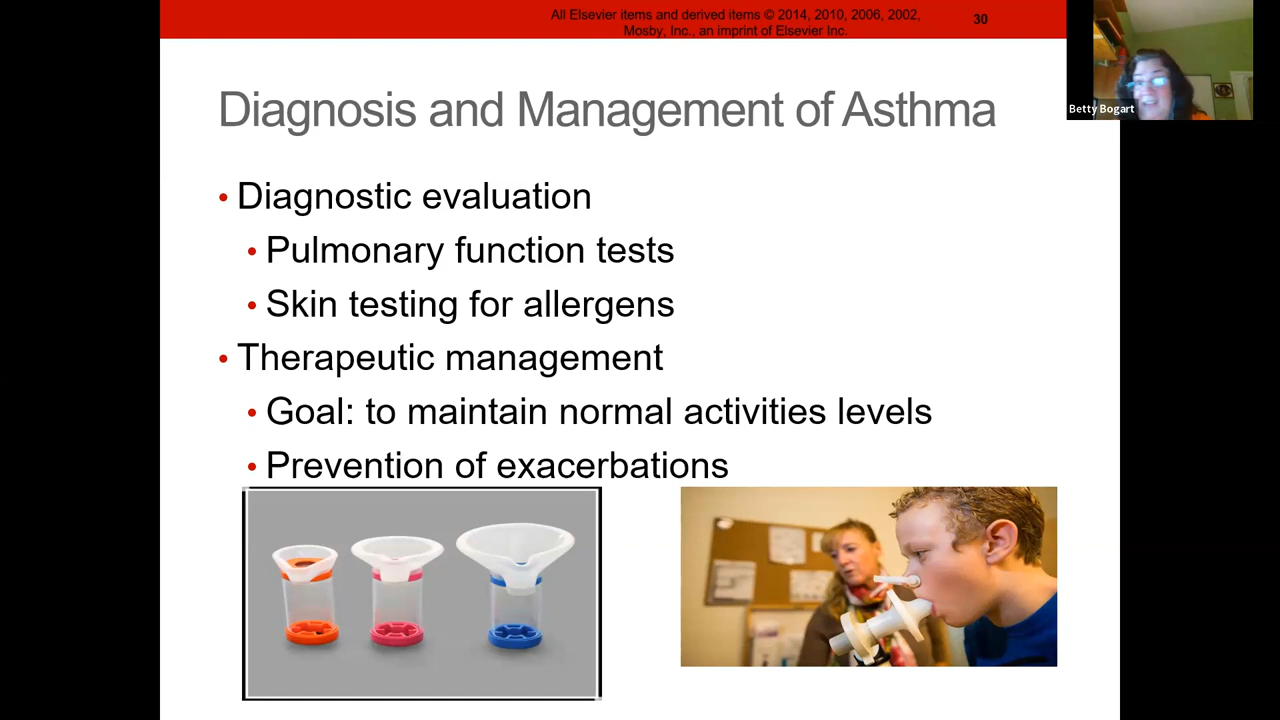 All Elsevier items and derived items © 2014, 2010, 2006, 2002,
Mosby, Inc., an imprint of Elsevier Inc.
30
Betty Bogart
Diagnosis and Management of Asthma
• Diagnostic evaluation
• Pulmonary function tests
• Skin testing for allergens
• Therapeutic management
• Goal: to maintain normal activities levels
• Prevention of exacerbations